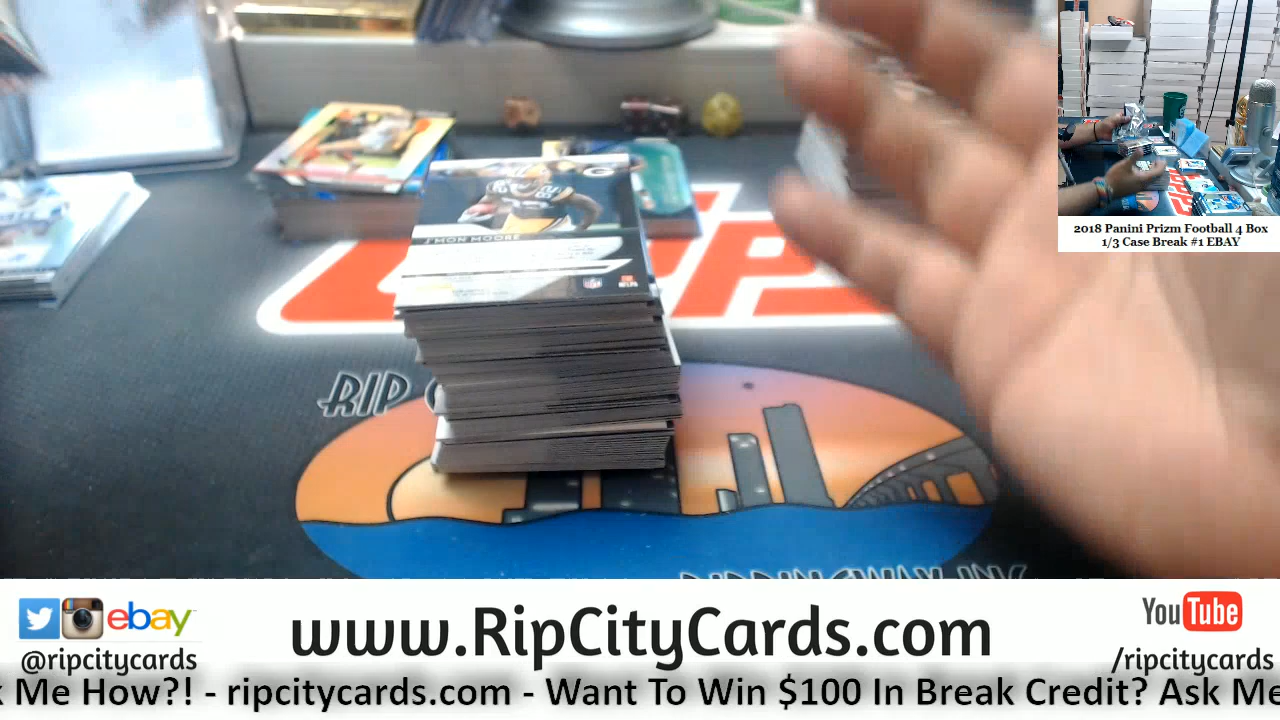 J'MON MOORE
RIP
2018 Panini Prizm Football 4 Box
1/3 Case Break #1 EBAY
ebay
@ripcitycards
www.RipCityCards.com
YouTube
/ripcitycards
Me How?! - ripcitycards.com - Want To Win $100 In Break Credit? Ask Me